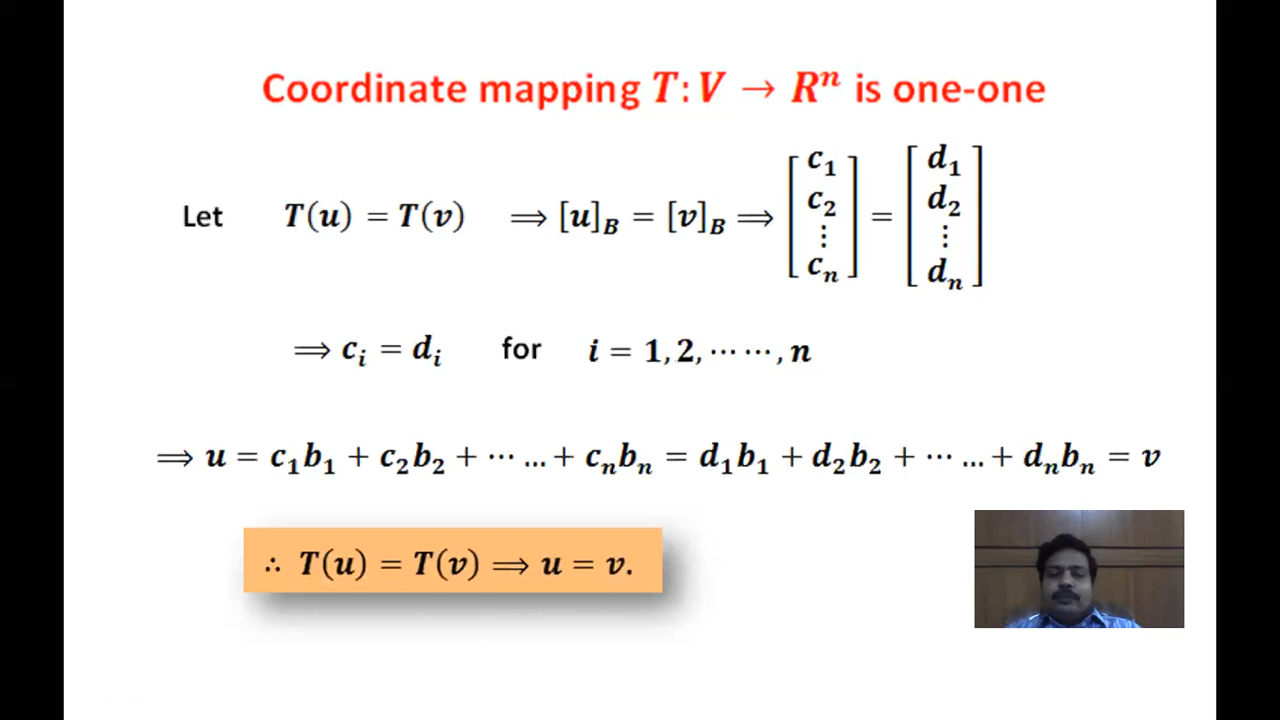 Coordinate mapping T: V → Rⁿ is one-one
Let T(u) = T(v) ⟹ [u]_B = [v]_B ⟹ [c₁ c₂ ⋮ cₙ] = [d₁ d₂ ⋮ dₙ]
⟹ cᵢ = dᵢ for i = 1, 2, ⋯ ⋯, n
⟹ u = c₁b₁ + c₂b₂ + ⋯ … + cₙbₙ = d₁b₁ + d₂b₂ + ⋯ … + dₙbₙ = v
∴ T(u) = T(v) ⟹ u = v.